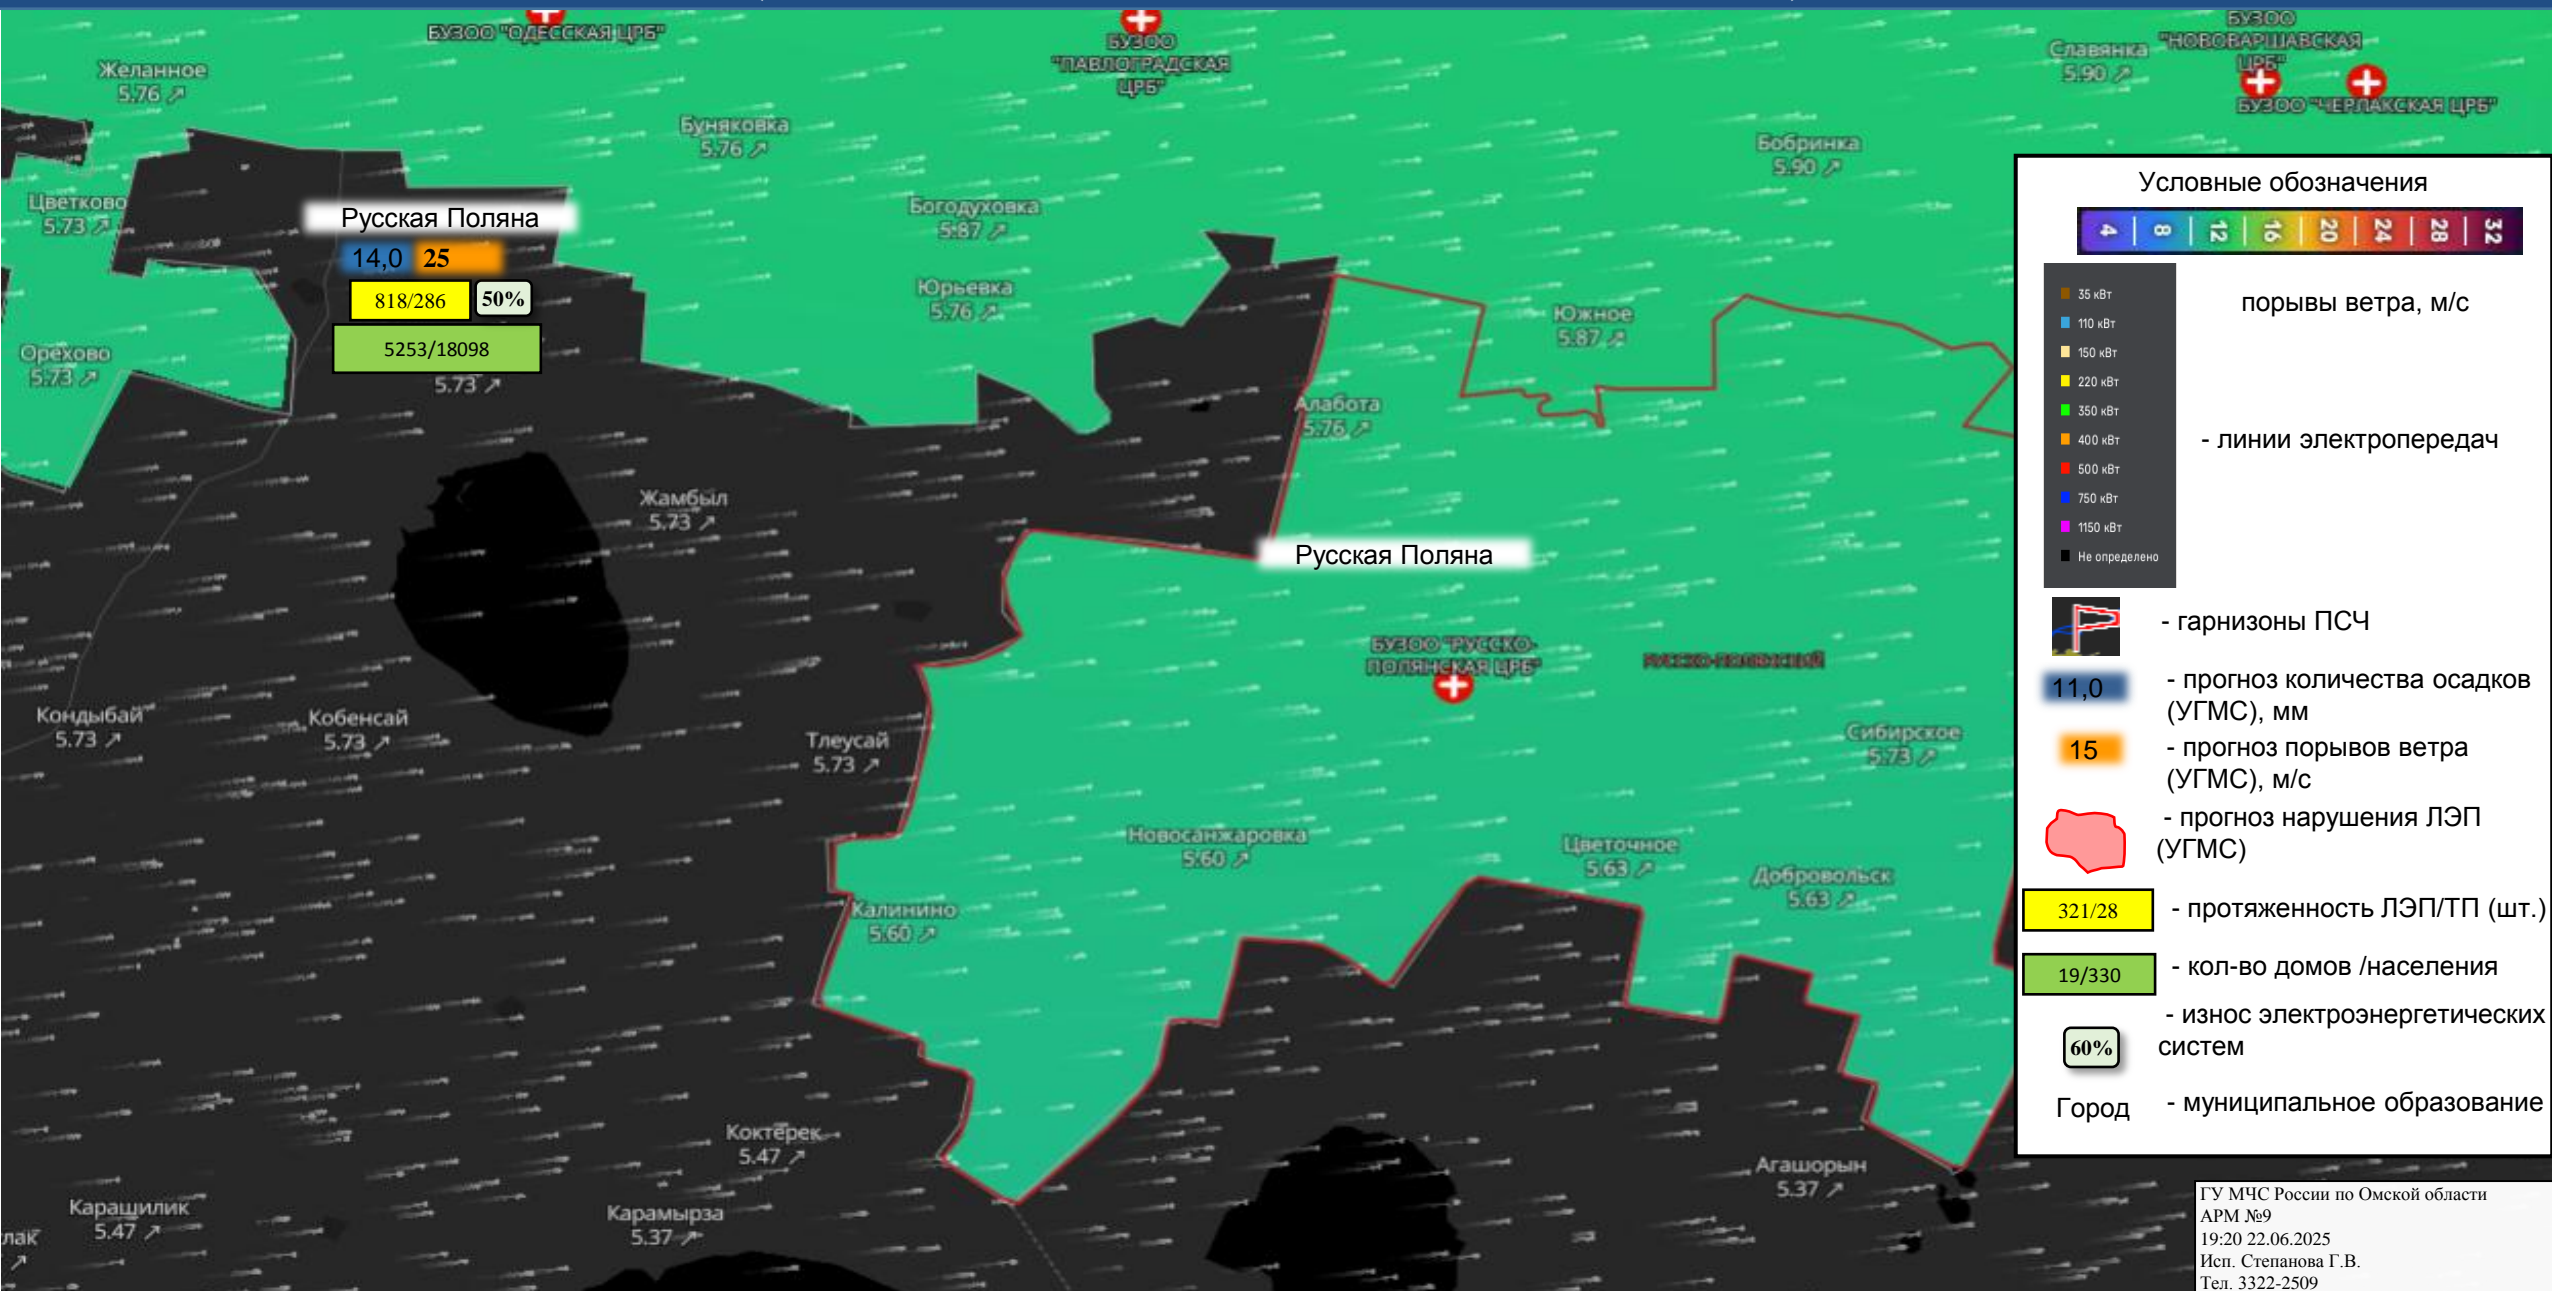 БУЗОО "ОДЕССКАЯ ЦРБ"
БУЗОО
"ПАВЛОГРАДСКАЯ
ЦРБ"
БУЗОО
"НОВОВАРШАВСКАЯ
ЦРБ"
БУЗОО "ЧЕРЛАКСКАЯ ЦРБ"
Славянка
5.90 ↗
Желанное
5.76 ↗
Буняковка
5.76 ↗
Бобринка
5.90 ↗
Цветково
5.73 ↗
Богодуховка
5.87 ↗
Русская Поляна
14,0 25
818/286 50%
5253/18098
5.73 ↗
Юрьевка
5.76 ↗
Южное
5.87 ↗
Орехово
5.73 ↗
Алабота
5.76 ↗
Жамбыл
5.73 ↗
Русская Поляна
БУЗОО "РУССКО-
ПОЛЯНСКАЯ ЦРБ"
РУССКО-ПОЛЯНСКИЙ
Кондыбай
5.73 ↗
Кобенсай
5.73 ↗
Тлеусай
5.73 ↗
Сибирское
5.73 ↗
Новосанжаровка
5.60 ↗
Цветочное
5.63 ↗
Добровольск
5.63 ↗
Калинино
5.60 ↗
Коктерек
5.47 ↗
Агашорын
5.37 ↗
Карашилик
5.47 ↗
Карамырза
5.37 ↗
лак
↗
Условные обозначения
4 8 12 16 20 24 28 32
порывы ветра, м/с
35 кВт
110 кВт
150 кВт
220 кВт
350 кВт
400 кВт
500 кВт
750 кВт
1150 кВт
Не определено
- линии электропередач
- гарнизоны ПСЧ
11,0 - прогноз количества осадков
(УГМС), мм
15 - прогноз порывов ветра
(УГМС), м/с
- прогноз нарушения ЛЭП
(УГМС)
321/28 - протяженность ЛЭП/ТП (шт.)
19/330 - кол-во домов /населения
- износ электроэнергетических
60% систем
Город - муниципальное образование
ГУ МЧС России по Омской области
АРМ №9
19:20 22.06.2025
Исп. Степанова Г.В.
Тел. 3322-2509